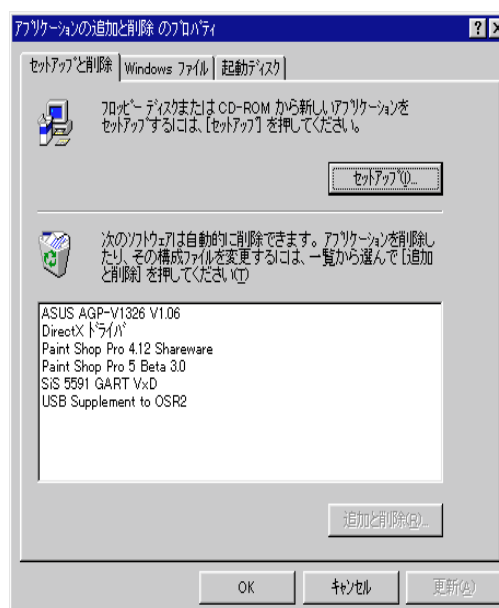 ｱﾌﾟﾘｹｰｼｮﾝの追加と削除 のﾌﾟﾛﾊﾟﾃｨ
ｾｯﾄｱｯﾌﾟと削除
Windows ﾌｧｲﾙ
起動ﾃﾞｨｽｸ
ﾌﾛｯﾋﾟｰ ﾃﾞｨｽｸまたは CD-ROM から新しいｱﾌﾟﾘｹｰｼｮﾝを
ｾｯﾄｱｯﾌﾟするには、[ｾｯﾄｱｯﾌﾟ] を押してください。
ｾｯﾄｱｯﾌﾟ(I)...
次のｿﾌﾄｳｪｱは自動的に削除できます。ｱﾌﾟﾘｹｰｼｮﾝを削除し
たり、その構成ﾌｧｲﾙを変更するには、一覧から選んで [追加
と削除] を押してください(T)
ASUS AGP-V1326 V1.06
DirectX ﾄﾞﾗｲﾊﾞ
Paint Shop Pro 4.12 Shareware
Paint Shop Pro 5 Beta 3.0
SiS 5591 GART VxD
USB Supplement to OSR2
追加と削除(R)...
OK
ｷｬﾝｾﾙ
更新(A)